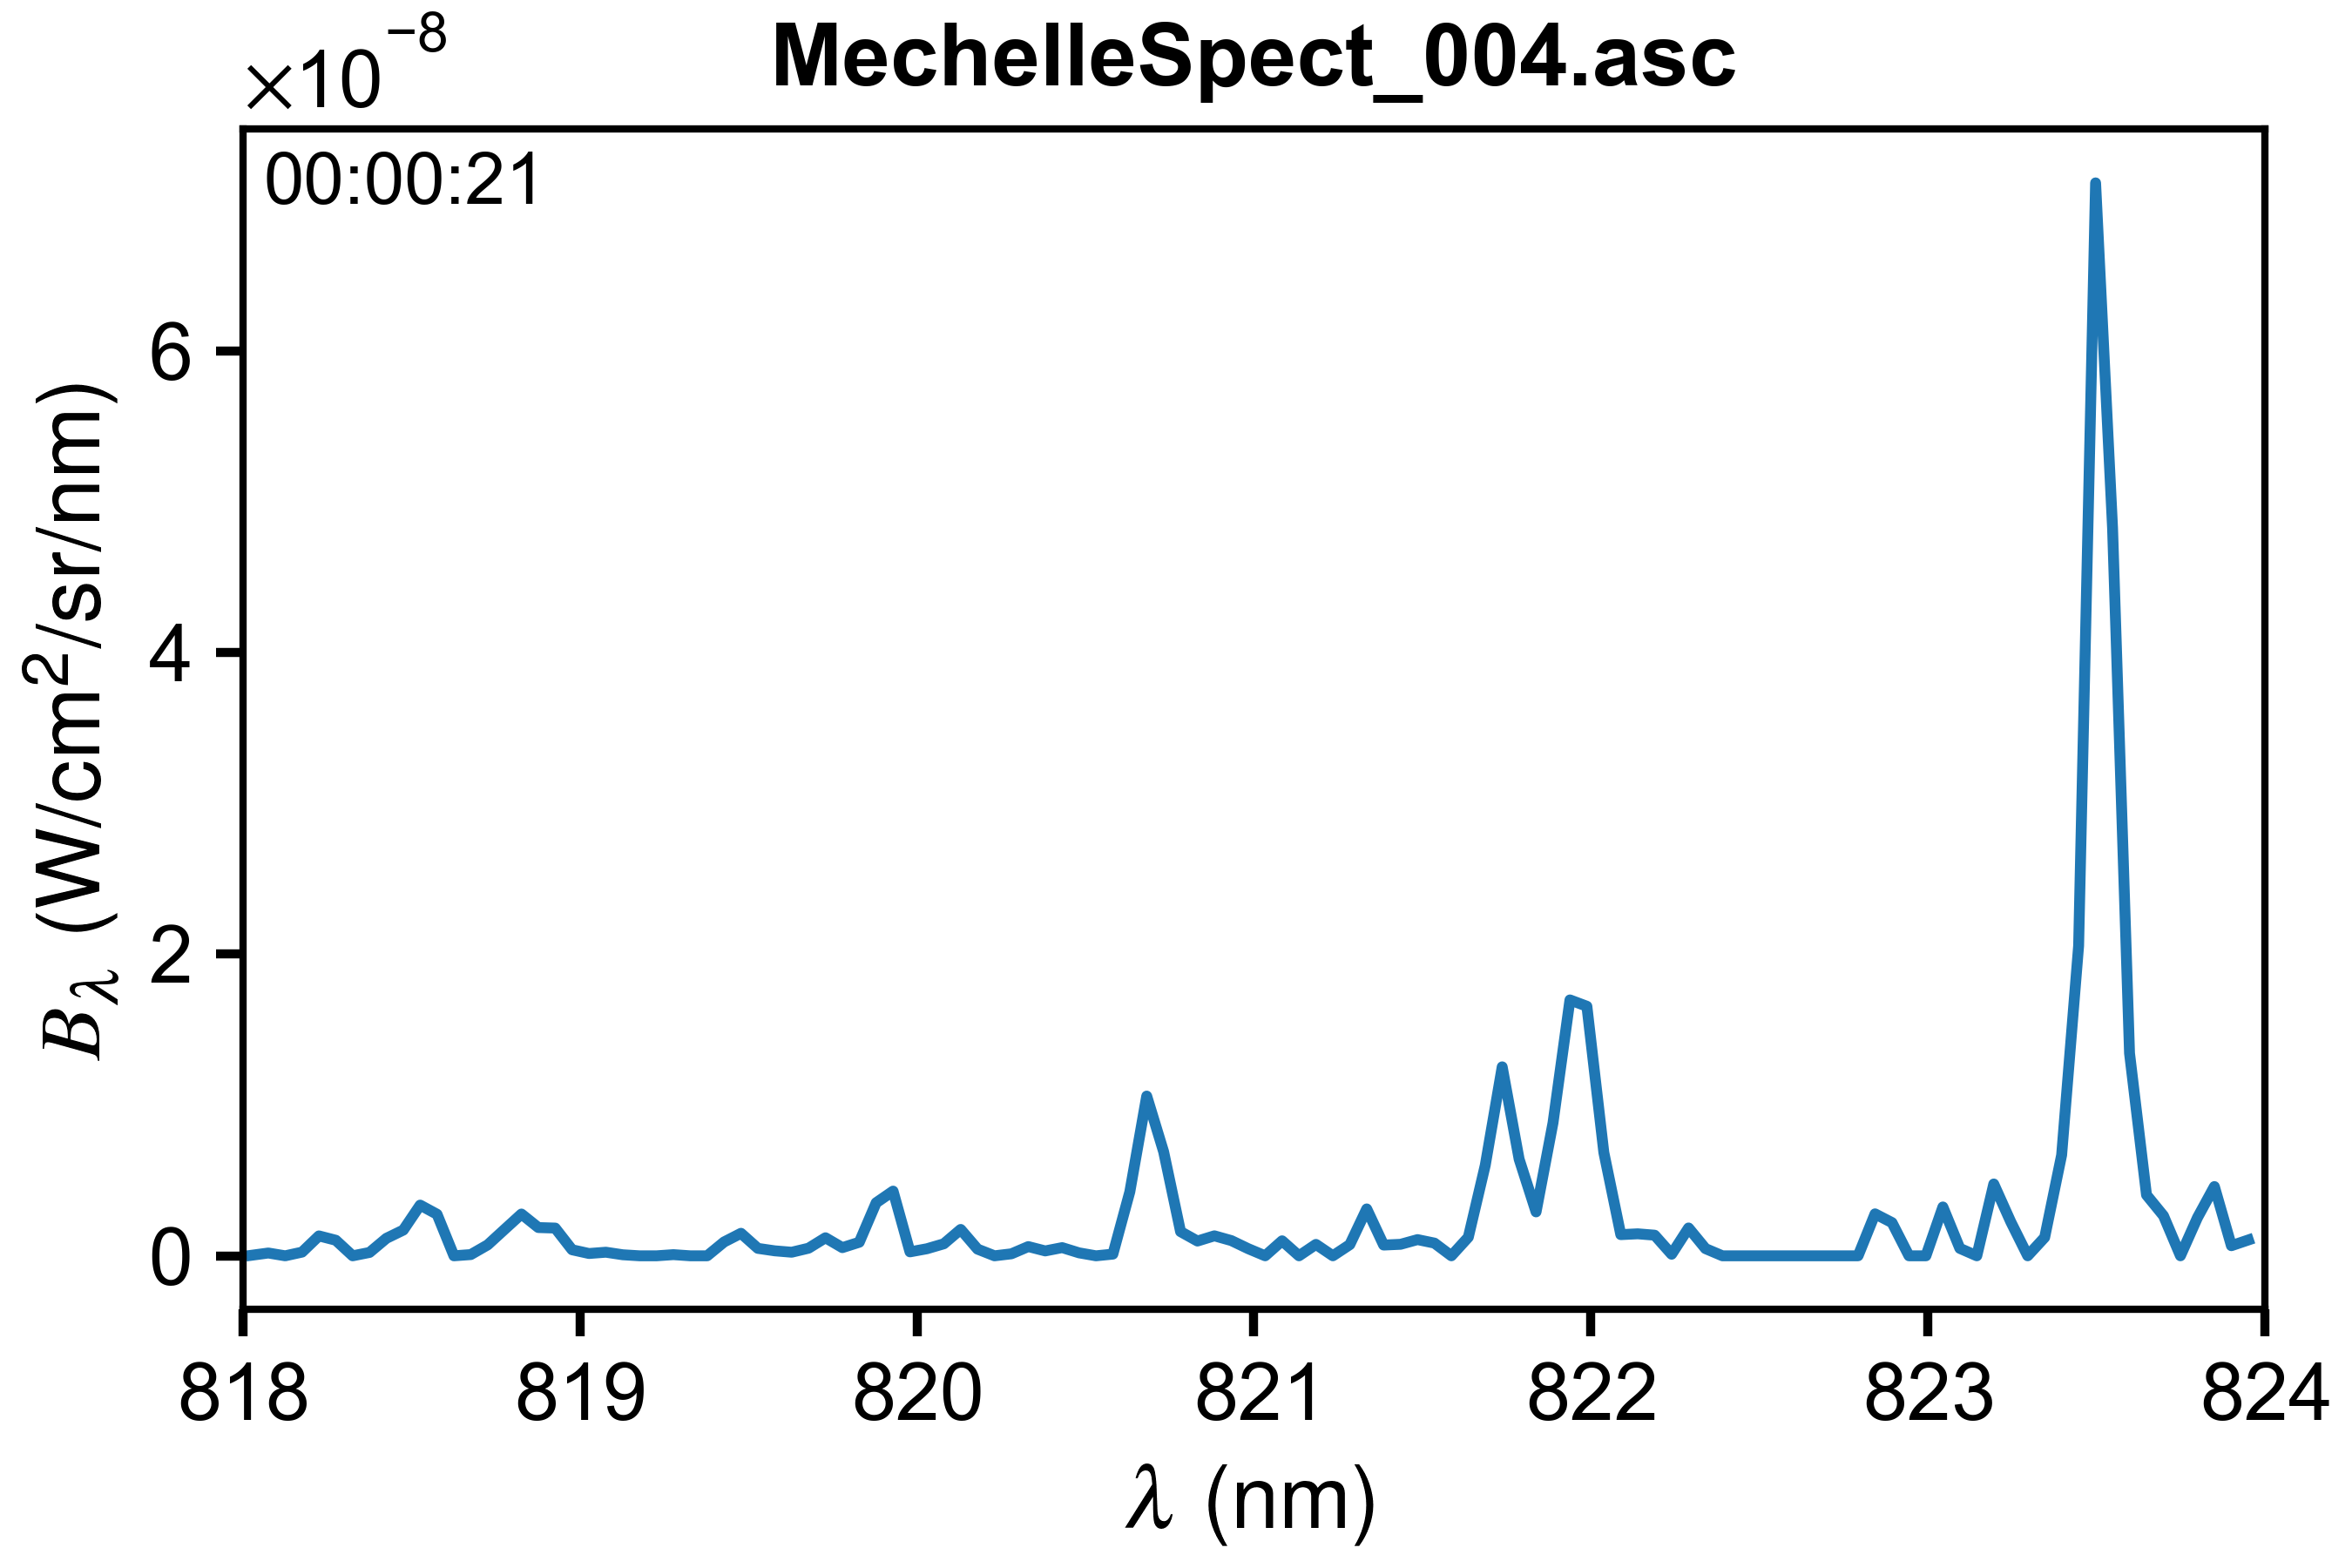 ×10⁻⁸
MechelleSpect_004.asc
00:00:21
6
4
2
0
B_λ (W/cm²/sr/nm)
818 819 820 821 822 823 824
λ (nm)